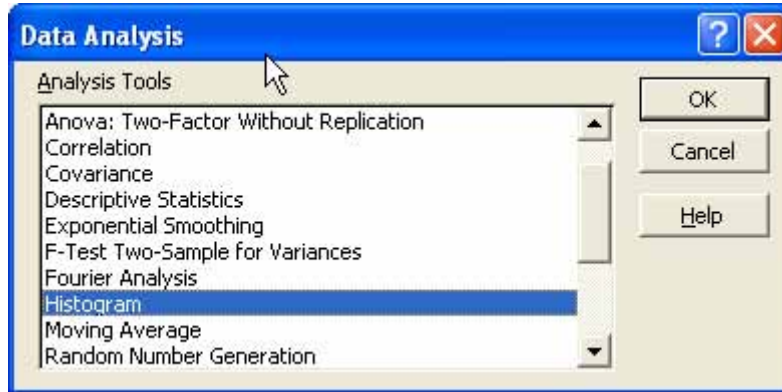 Data Analysis
Analysis Tools
Anova: Two-Factor Without Replication
Correlation
Covariance
Descriptive Statistics
Exponential Smoothing
F-Test Two-Sample for Variances
Fourier Analysis
Histogram
Moving Average
Random Number Generation
OK
Cancel
Help